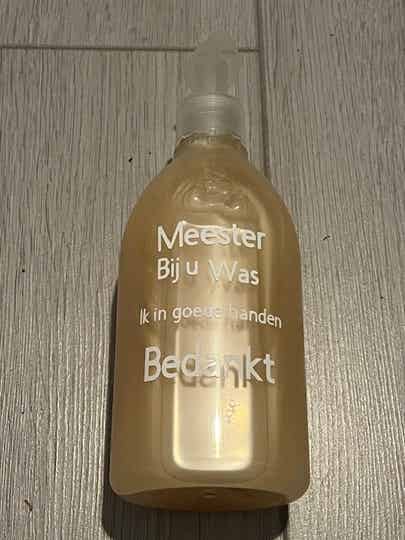 Meester
Bij u Was
Ik in goede handen
Bedankt